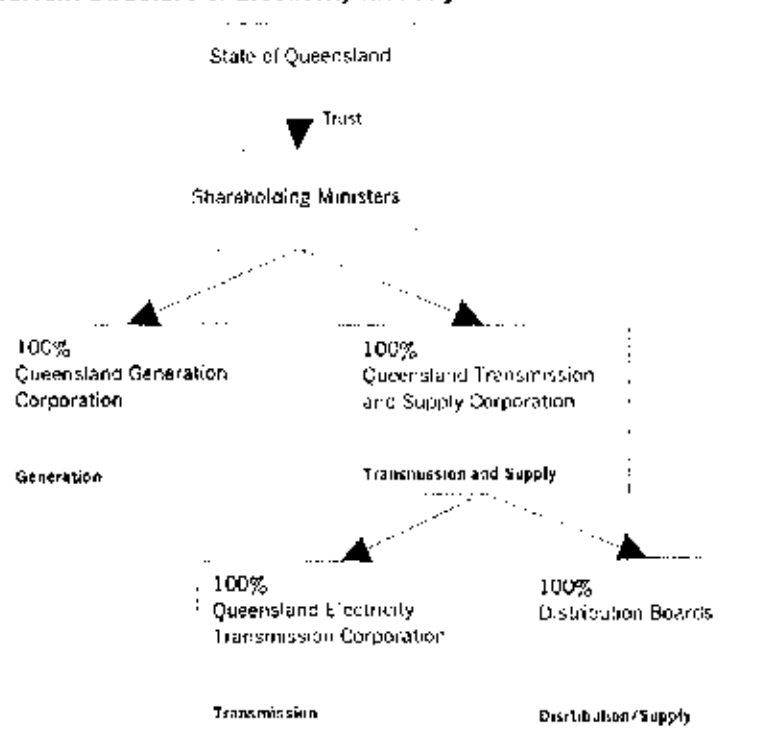 State of Queensland
Trust
Shareholding Ministers
100%
Queensland Generation
Corporation
Generation
100%
Queensland Transmission
and Supply Corporation
Transmission and Supply
100%
Queensland Electricity
Transmission Corporation
Transmission
100%
Distribution Boards
Distribution/Supply